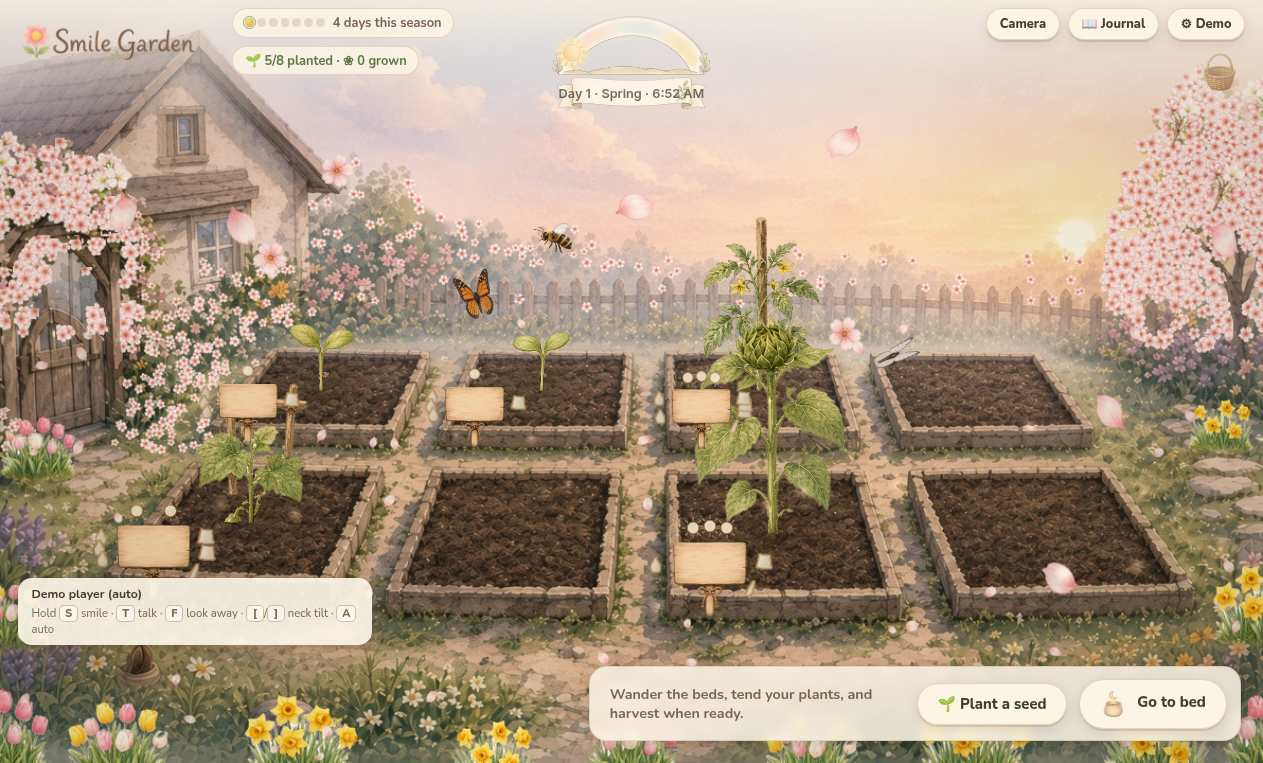 Smile Garden
4 days this season
🌱 5/8 planted · ❀ 0 grown
Day 1 · Spring · 6:52 AM
Camera
📖 Journal
⚙ Demo
Demo player (auto)
Hold S smile · T talk · F look away · [ / ] neck tilt · A
auto
Wander the beds, tend your plants, and
harvest when ready.
🌱 Plant a seed
Go to bed